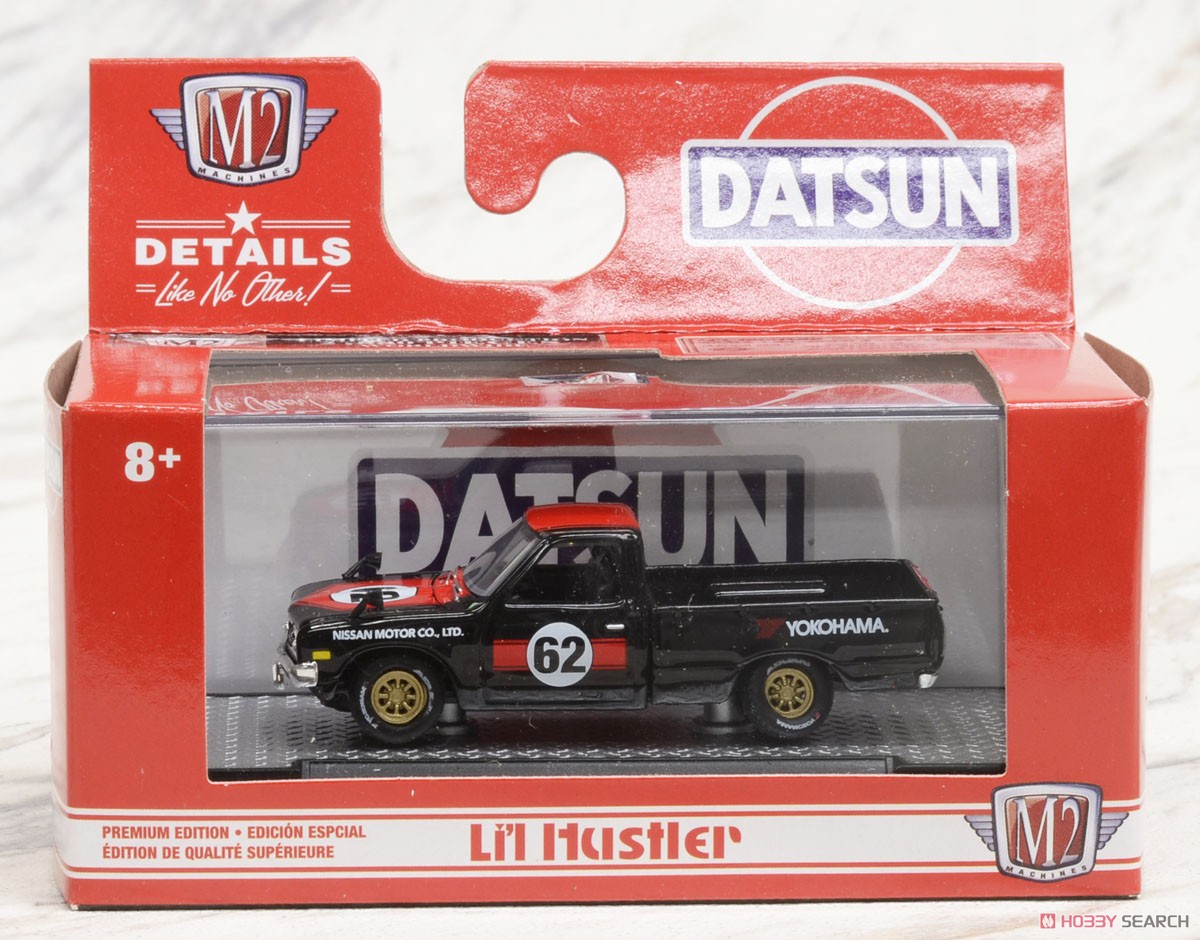 M2
MACHINES
DETAILS
Like No Other!
DATSUN
8+
DATSUN
NISSAN MOTOR CO., LTD.
62
YOKOHAMA.
YOKOHAMA
PREMIUM EDITION • EDICIÓN ESPCIAL
ÉDITION DE QUALITÉ SUPÉRIEURE
Li'l Hustler
M2
MACHINES
HOBBY SEARCH